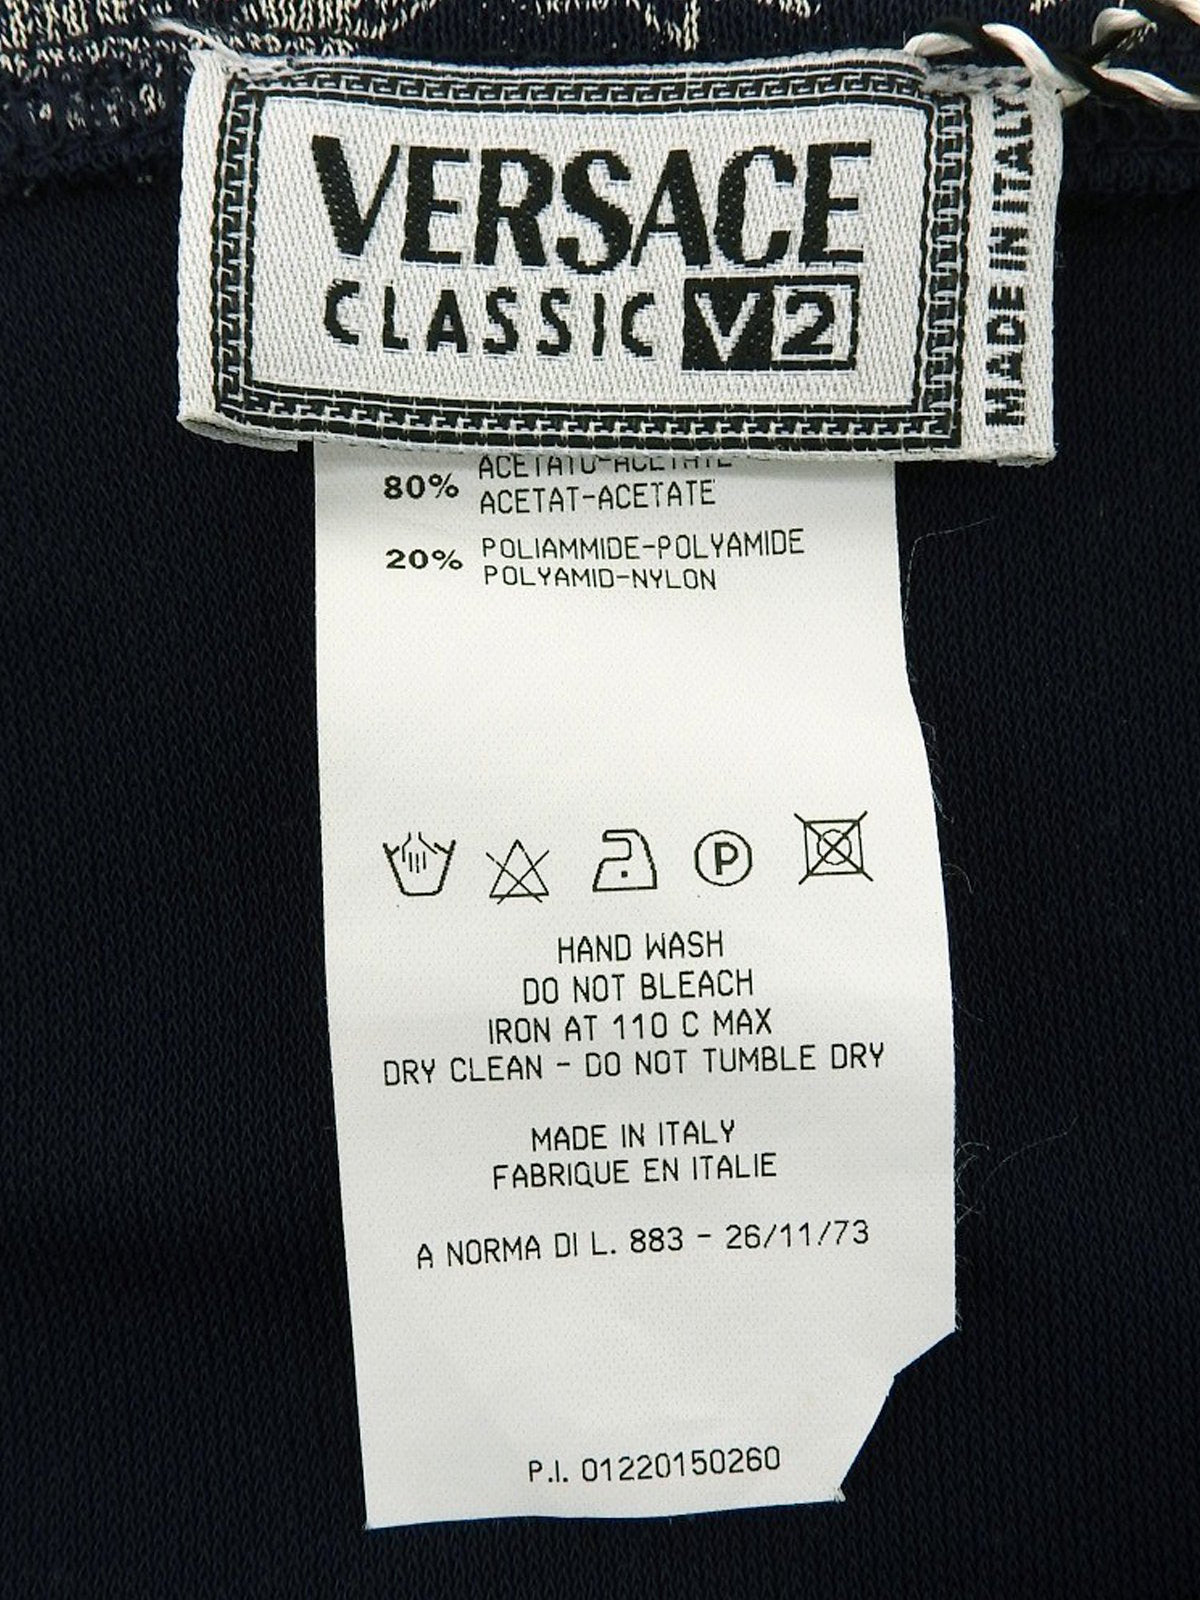 VERSACE
CLASSIC V2
MADE IN ITALY
80% ACETATO-ACETATE
ACETAT-ACETATE
20% POLIAMMIDE-POLYAMIDE
POLYAMID-NYLON
P
HAND WASH
DO NOT BLEACH
IRON AT 110 C MAX
DRY CLEAN - DO NOT TUMBLE DRY
MADE IN ITALY
FABRIQUE EN ITALIE
A NORMA DI L. 883 - 26/11/73
P.I. 01220150260